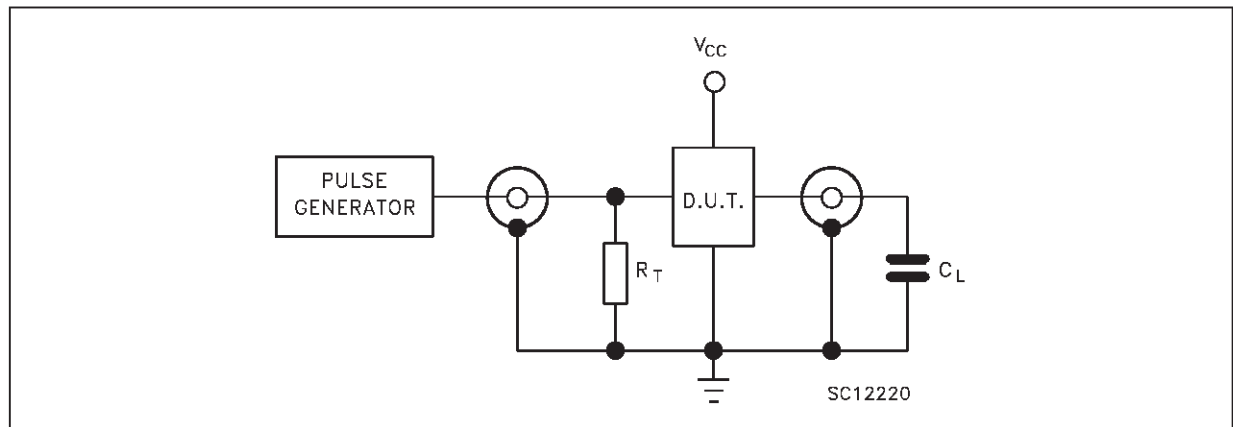 VCC
PULSE
GENERATOR
D.U.T.
RT
CL
SC12220